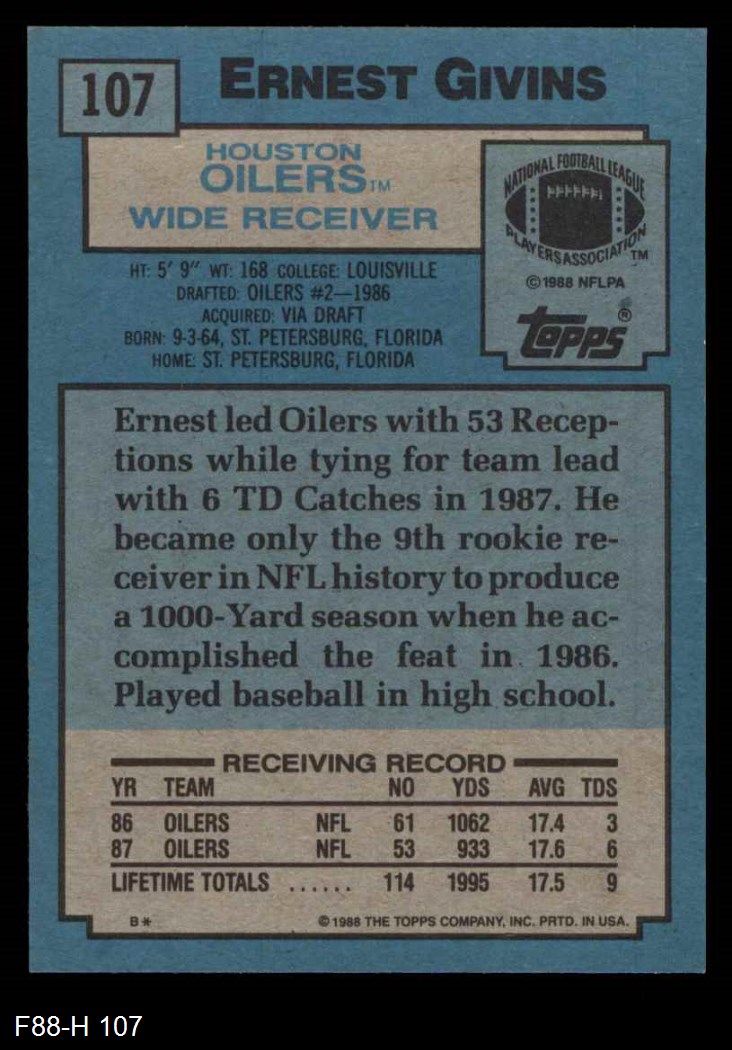 107
ERNEST GIVINS
HOUSTON
OILERS TM
WIDE RECEIVER
NATIONAL FOOTBALL LEAGUE
PLAYERS ASSOCIATION TM
©1988 NFLPA
topps®
HT: 5' 9" WT: 168 COLLEGE: LOUISVILLE
DRAFTED: OILERS #2—1986
ACQUIRED: VIA DRAFT
BORN: 9-3-64, ST. PETERSBURG, FLORIDA
HOME: ST. PETERSBURG, FLORIDA
Ernest led Oilers with 53 Recep-
tions while tying for team lead
with 6 TD Catches in 1987. He
became only the 9th rookie re-
ceiver in NFL history to produce
a 1000-Yard season when he ac-
complished the feat in 1986.
Played baseball in high school.
RECEIVING RECORD
YR TEAM NO YDS AVG TDS
86 OILERS NFL 61 1062 17.4 3
87 OILERS NFL 53 933 17.6 6
LIFETIME TOTALS ...... 114 1995 17.5 9
B* ©1988 THE TOPPS COMPANY, INC. PRTD. IN USA.
F88-H 107